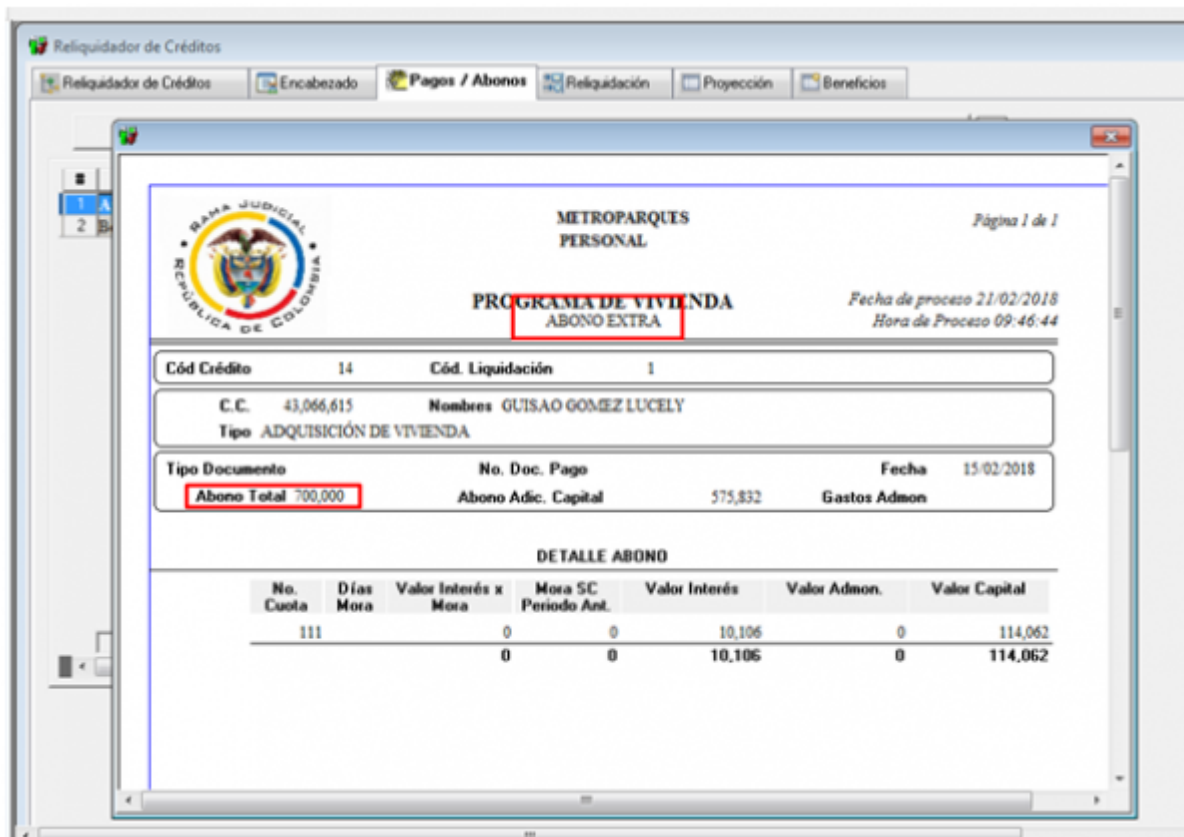 Reliquidador de Créditos
Reliquidador de Créditos Encabezado Pagos / Abonos Reliquidación Proyección Beneficios
1 A
2 BA
RAMA JUDICIAL
REPÚBLICA DE COLOMBIA
METROPARQUES
PERSONAL
Página 1 de 1
PROGRAMA DE VIVIENDA
ABONO EXTRA
Fecha de proceso 21/02/2018
Hora de Proceso 09:46:44
Cód Crédito 14 Cód. Liquidación 1
C.C. 43,066,615 Nombres GUISAO GOMEZ LUCELY
Tipo ADQUISICIÓN DE VIVIENDA
Tipo Documento No. Doc. Pago Fecha 15/02/2018
Abono Total 700,000 Abono Adic. Capital 575,832 Gastos Admon
DETALLE ABONO
No. Días Valor Interés x Mora SC Valor Interés Valor Admon. Valor Capital
Cuota Mora Mora Periodo Ant.
111 0 0 10,106 0 114,062
0 0 10,106 0 114,062